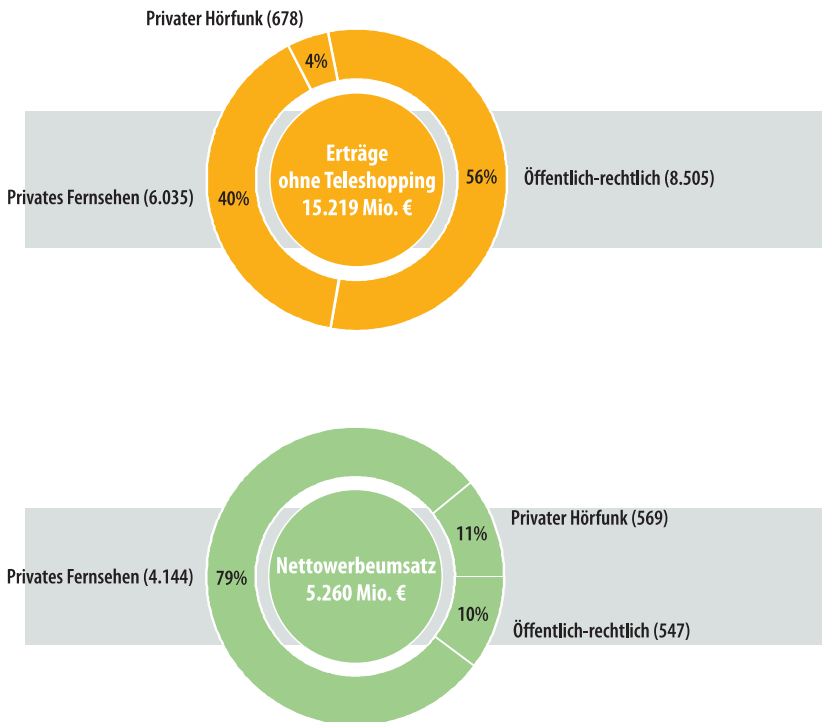 Privater Hörfunk (678)
4%
Erträge
ohne Teleshopping
15.219 Mio. €
56%
Öffentlich-rechtlich (8.505)
Privates Fernsehen (6.035)
40%
Privater Hörfunk (569)
11%
Nettowerbeumsatz
5.260 Mio. €
Privates Fernsehen (4.144)
79%
10%
Öffentlich-rechtlich (547)